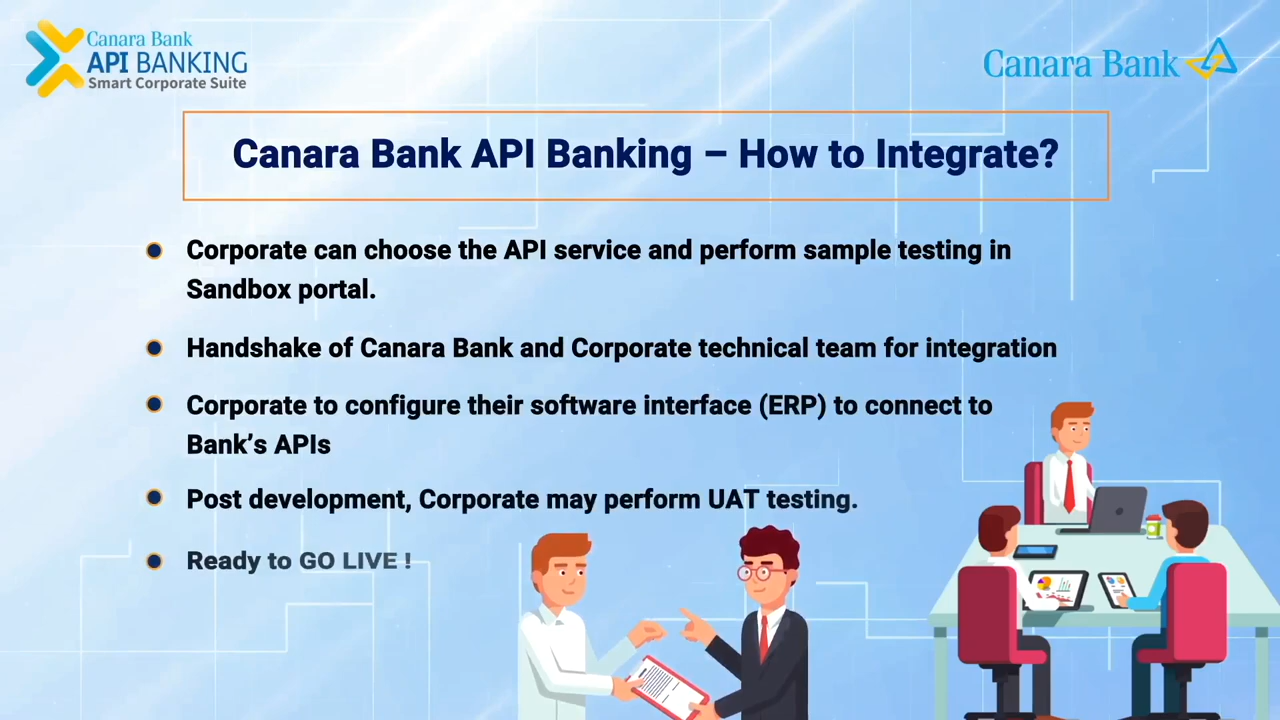 Canara Bank
API BANKING
Smart Corporate Suite
Canara Bank
Canara Bank API Banking – How to Integrate?
Corporate can choose the API service and perform sample testing in
Sandbox portal.
Handshake of Canara Bank and Corporate technical team for integration
Corporate to configure their software interface (ERP) to connect to
Bank’s APIs
Post development, Corporate may perform UAT testing.
Ready to GO LIVE !